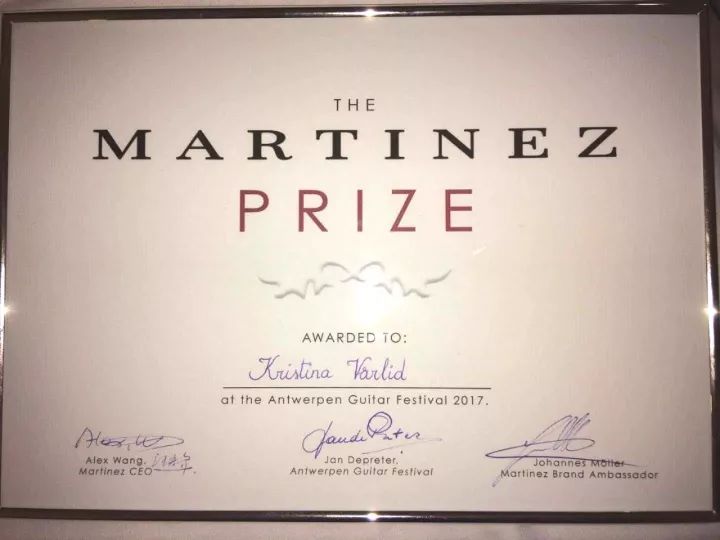 THE
MARTINEZ
PRIZE
AWARDED TO:
Kristina Vårlid
at the Antwerpen Guitar Festival 2017.
Alex Wang,
Martinez CEO
Jan Depreter,
Antwerpen Guitar Festival
Johannes Möller
Martinez Brand Ambassador